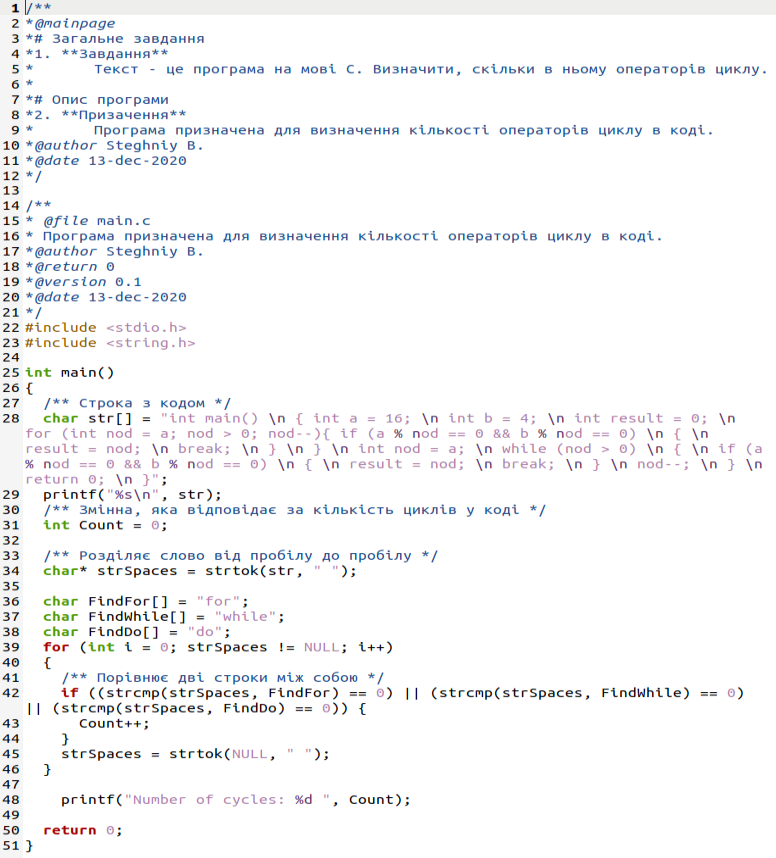 1 /**
2 *@mainpage
3 *# Загальне завдання
4 *1. **Завдання**
5 *       Текст - це програма на мові C. Визначити, скільки в ньому операторів циклу.
6 *
7 *# Опис програми
8 *2. **Призачення**
9 *       Програма призначена для визначення кількості операторів циклу в коді.
10 *@author Steghniy B.
11 *@date 13-dec-2020
12 */
13
14 /**
15 * @file main.c
16 * Програма призначена для визначення кількості операторів циклу в коді.
17 *@author Steghniy B.
18 *@return 0
19 *@version 0.1
20 *@date 13-dec-2020
21 */
22 #include <stdio.h>
23 #include <string.h>
24
25 int main()
26 {
27   /** Строка з кодом */
28   char str[] = "int main() \n { int a = 16; \n int b = 4; \n int result = 0; \n
for (int nod = a; nod > 0; nod--){ if (a % nod == 0 && b % nod == 0) \n { \n
result = nod; \n break; \n } \n } \n int nod = a; \n while (nod > 0) \n { \n if (a
% nod == 0 && b % nod == 0) \n { \n result = nod; \n break; \n } \n nod--; \n } \n
return 0; \n }";
29   printf("%s\n", str);
30   /** Змінна, яка відповідає за кількість циклів у коді */
31   int Count = 0;
32
33   /** Розділяє слово від пробілу до пробілу */
34   char* strSpaces = strtok(str, " ");
35
36   char FindFor[] = "for";
37   char FindWhile[] = "while";
38   char FindDo[] = "do";
39   for (int i = 0; strSpaces != NULL; i++)
40   {
41     /** Порівнює дві строки між собою */
42     if ((strcmp(strSpaces, FindFor) == 0) || (strcmp(strSpaces, FindWhile) == 0)
|| (strcmp(strSpaces, FindDo) == 0)) {
43       Count++;
44     }
45     strSpaces = strtok(NULL, " ");
46   }
47
48     printf("Number of cycles: %d ", Count);
49
50   return 0;
51 }